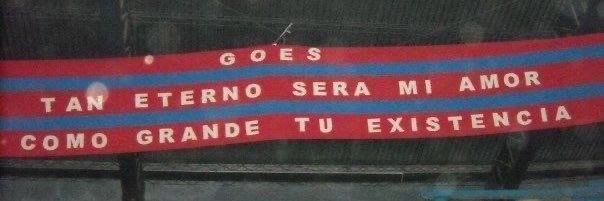 GOES
TAN ETERNO SERA MI AMOR
COMO GRANDE TU EXISTENCIA